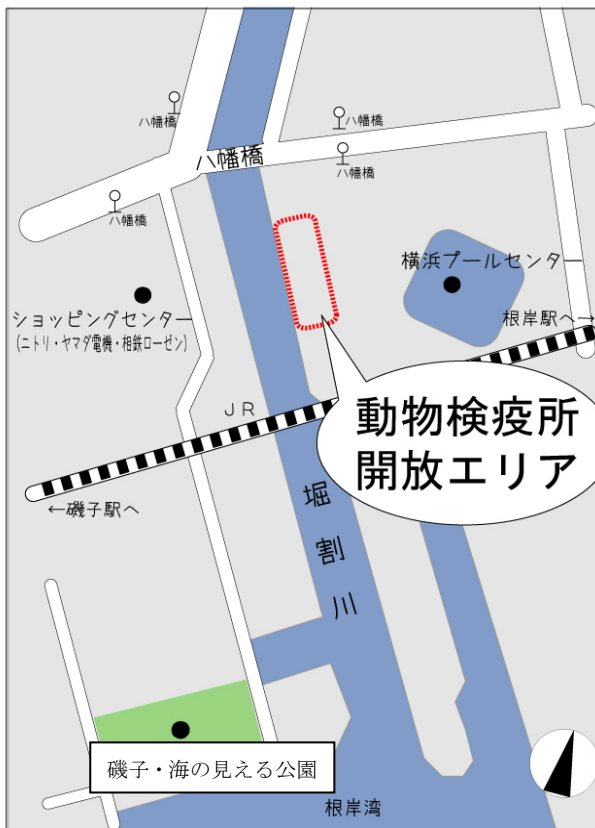 八幡橋
八幡橋
八幡橋
八幡橋
八幡橋
横浜プールセンター
ショッピングセンター
(ニトリ・ヤマダ電機・相鉄ローゼン)
根岸駅へ→
JR
動物検疫所
開放エリア
←磯子駅へ
堀割川
磯子・海の見える公園
根岸湾